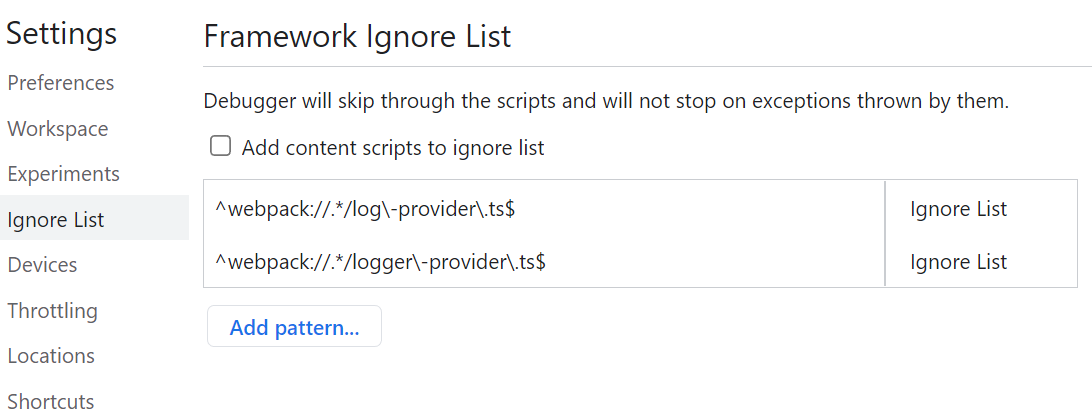 Settings
Preferences
Workspace
Experiments
Ignore List
Devices
Throttling
Locations
Shortcuts
Framework Ignore List
Debugger will skip through the scripts and will not stop on exceptions thrown by them.
Add content scripts to ignore list
^webpack://.*/log\-provider\.ts$ Ignore List
^webpack://.*/logger\-provider\.ts$ Ignore List
Add pattern...